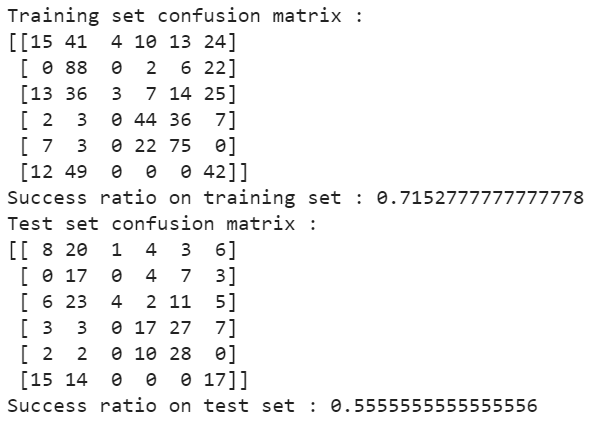 Training set confusion matrix :
[[15 41  4 10 13 24]
 [ 0 88  0  2  6 22]
 [13 36  3  7 14 25]
 [ 2  3  0 44 36  7]
 [ 7  3  0 22 75  0]
 [12 49  0  0  0 42]]
Success ratio on training set : 0.7152777777777778
Test set confusion matrix :
[[ 8 20  1  4  3  6]
 [ 0 17  0  4  7  3]
 [ 6 23  4  2 11  5]
 [ 3  3  0 17 27  7]
 [ 2  2  0 10 28  0]
 [15 14  0  0  0 17]]
Success ratio on test set : 0.5555555555555556